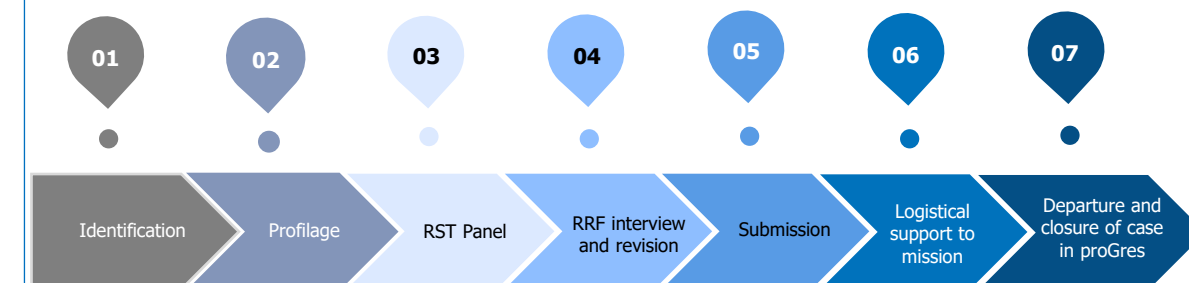 01
02
03
04
05
06
07
Identification
Profilage
RST Panel
RRF interview
and revision
Submission
Logistical
support to
mission
Departure and
closure of case
in proGres